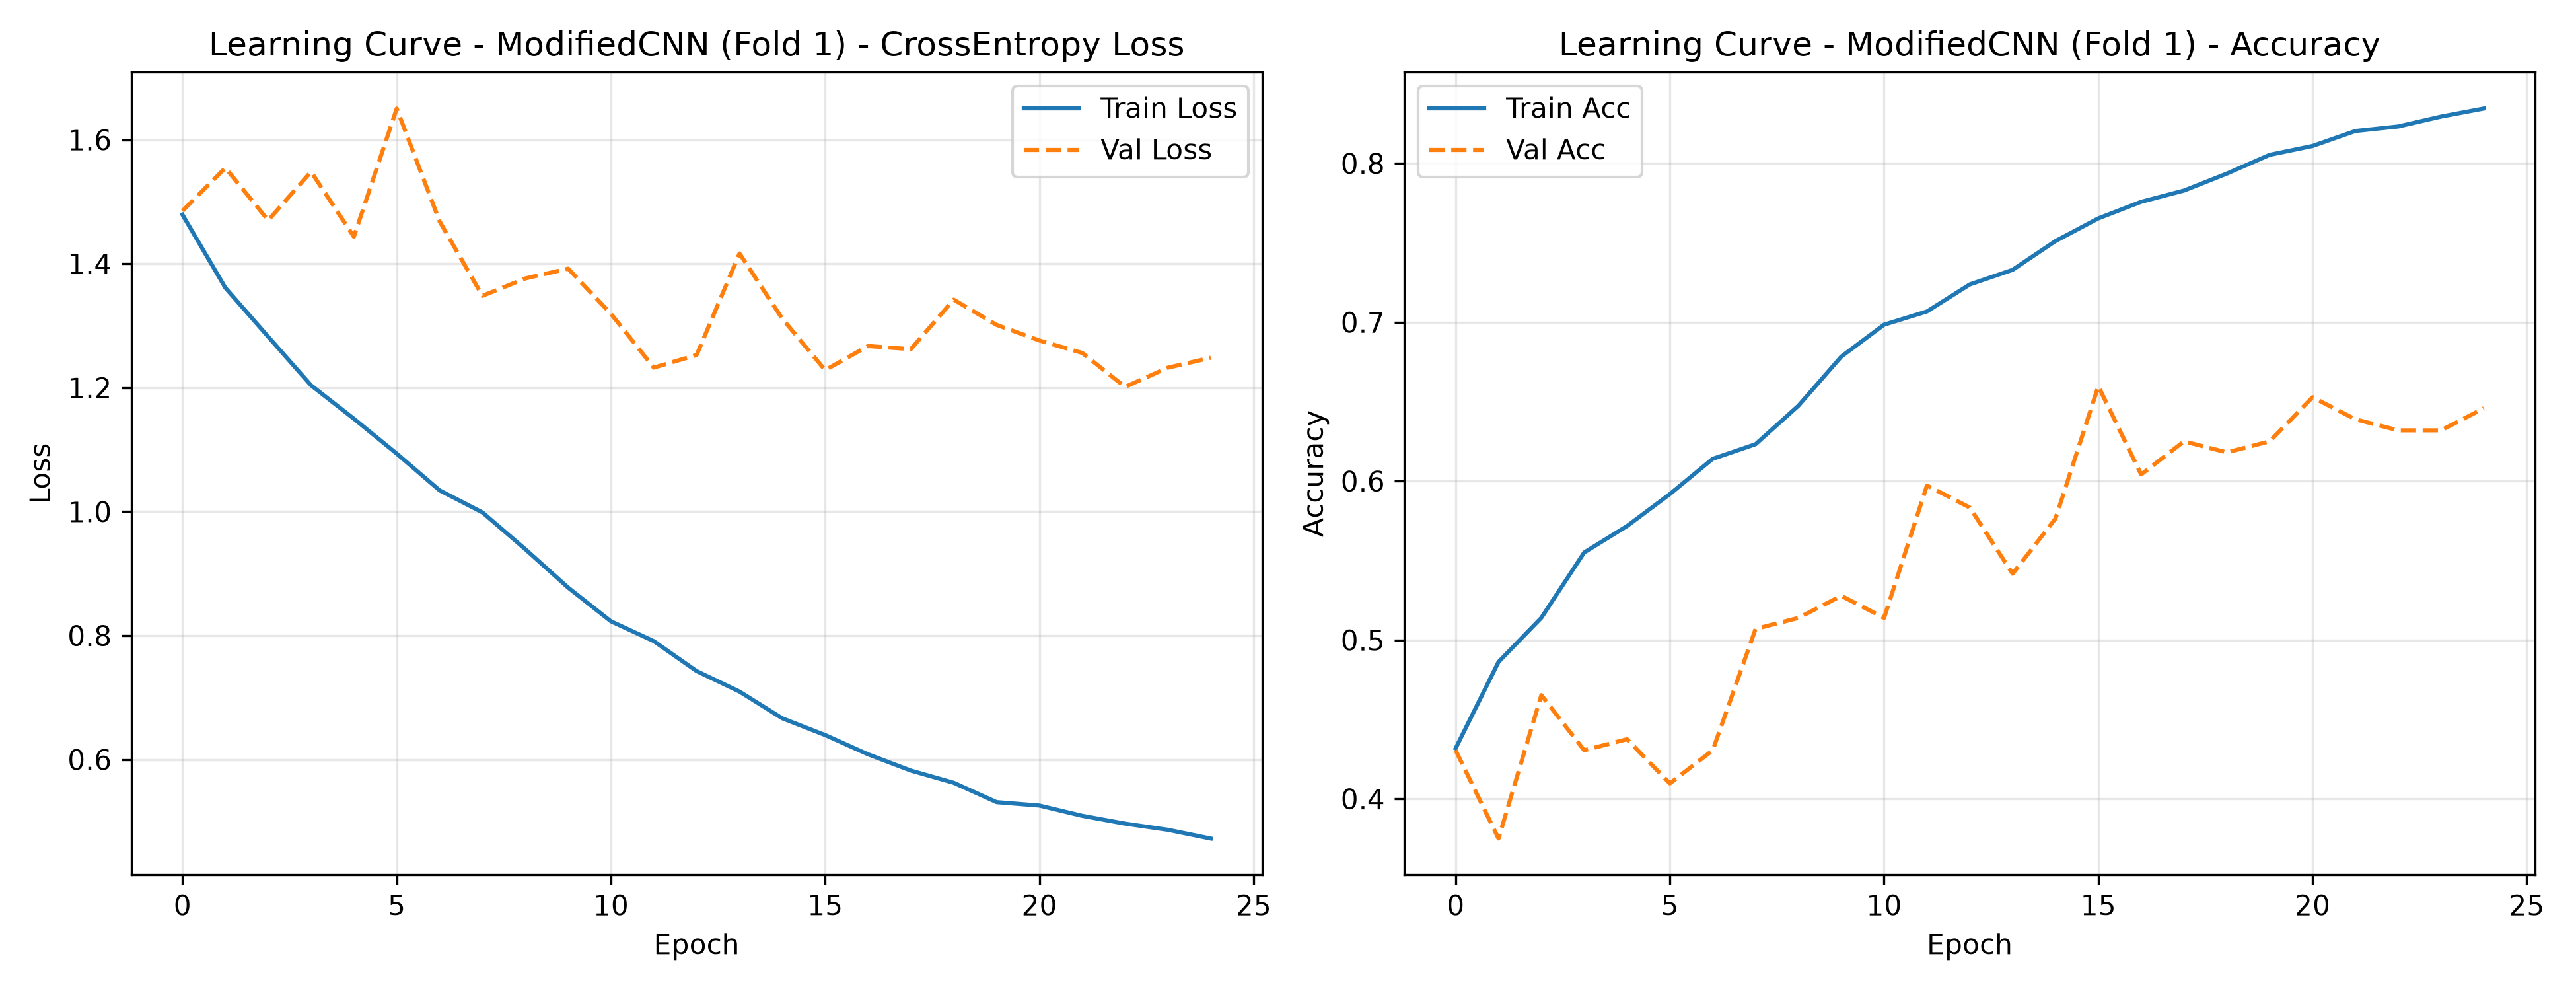 Learning Curve - ModifiedCNN (Fold 1) - CrossEntropy Loss
Train Loss
Val Loss
1.6
1.4
1.2
1.0
0.8
0.6
Loss
0 5 10 15 20 25
Epoch
Learning Curve - ModifiedCNN (Fold 1) - Accuracy
Train Acc
Val Acc
0.8
0.7
0.6
0.5
0.4
Accuracy
0 5 10 15 20 25
Epoch